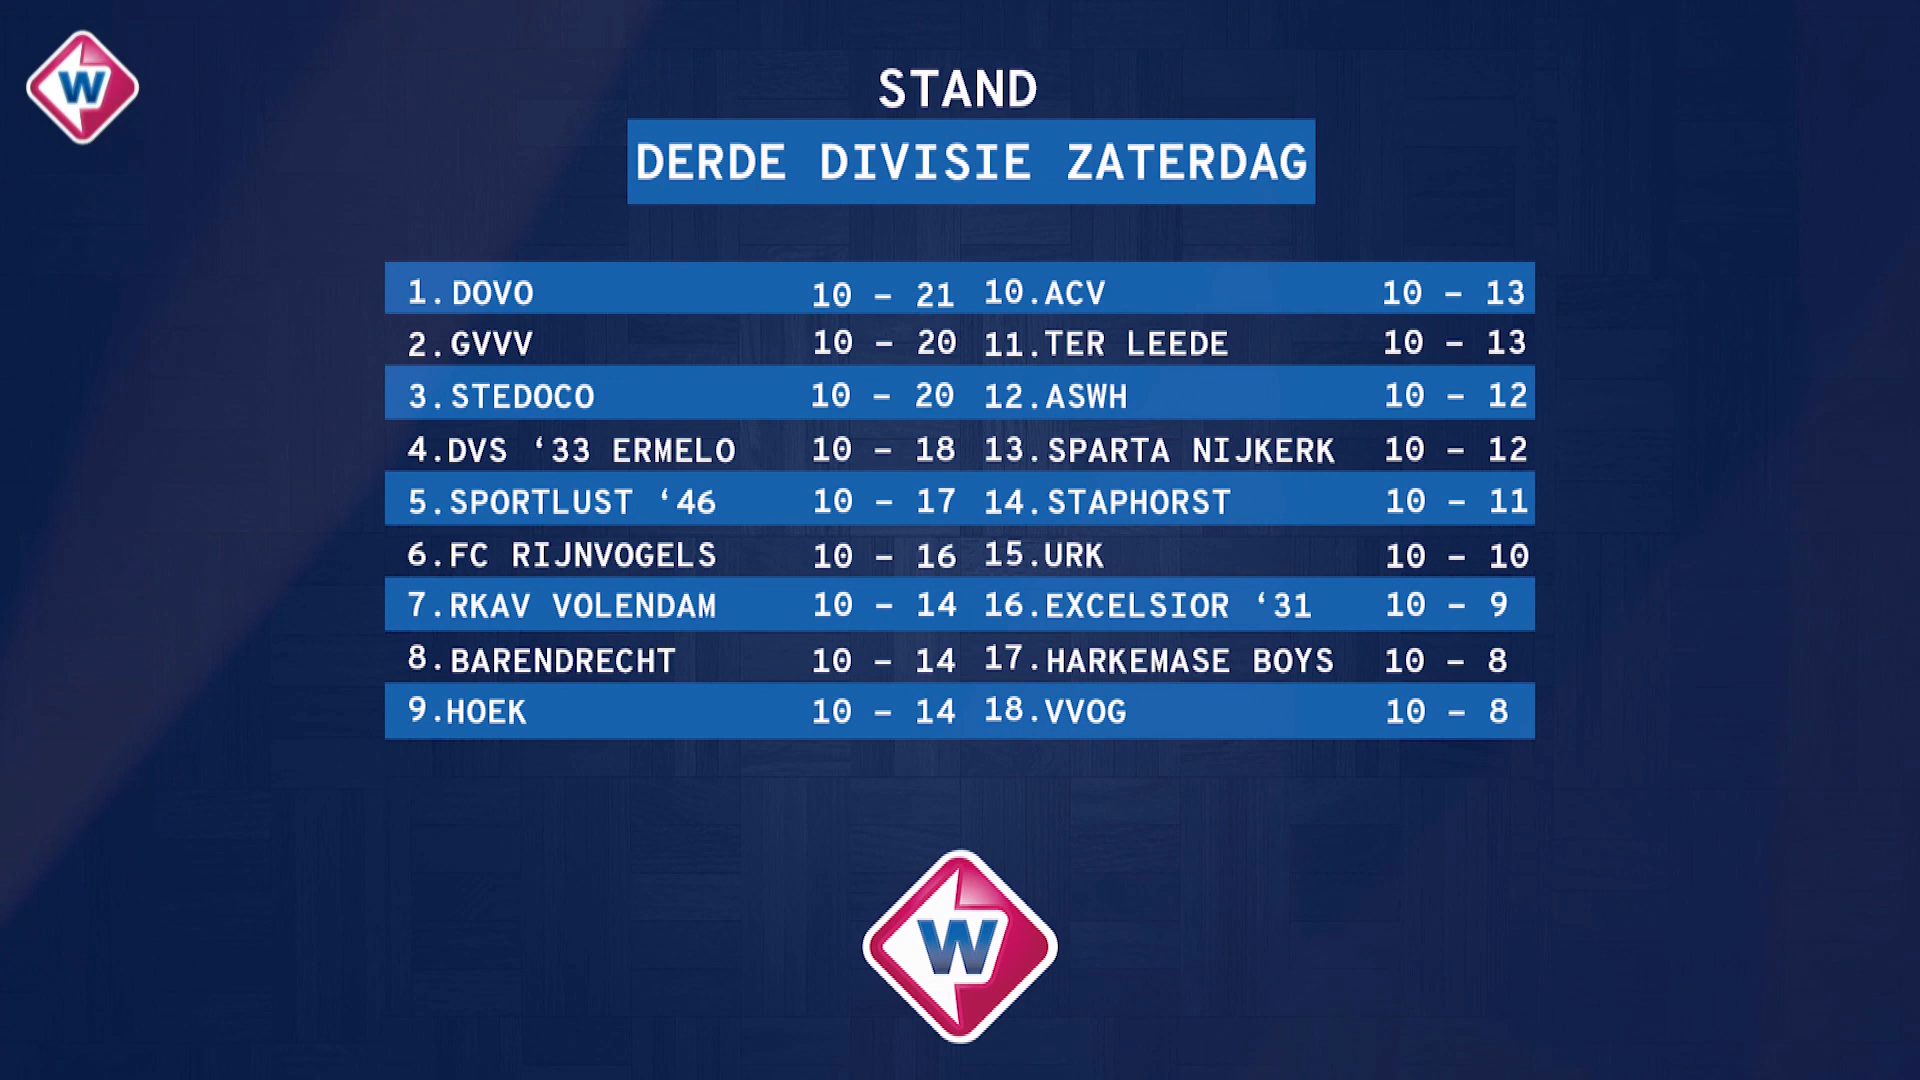 W
STAND
DERDE DIVISIE ZATERDAG
1. DOVO 10 – 21
2. GVVV 10 – 20
3. STEDOCO 10 – 20
4. DVS ‘33 ERMELO 10 – 18
5. SPORTLUST ‘46 10 – 17
6. FC RIJNVOGELS 10 – 16
7. RKAV VOLENDAM 10 – 14
8. BARENDRECHT 10 – 14
9. HOEK 10 – 14
10. ACV 10 – 13
11. TER LEEDE 10 – 13
12. ASWH 10 – 12
13. SPARTA NIJKERK 10 – 12
14. STAPHORST 10 – 11
15. URK 10 – 10
16. EXCELSIOR ‘31 10 – 9
17. HARKEMASE BOYS 10 – 8
18. VVOG 10 – 8
W